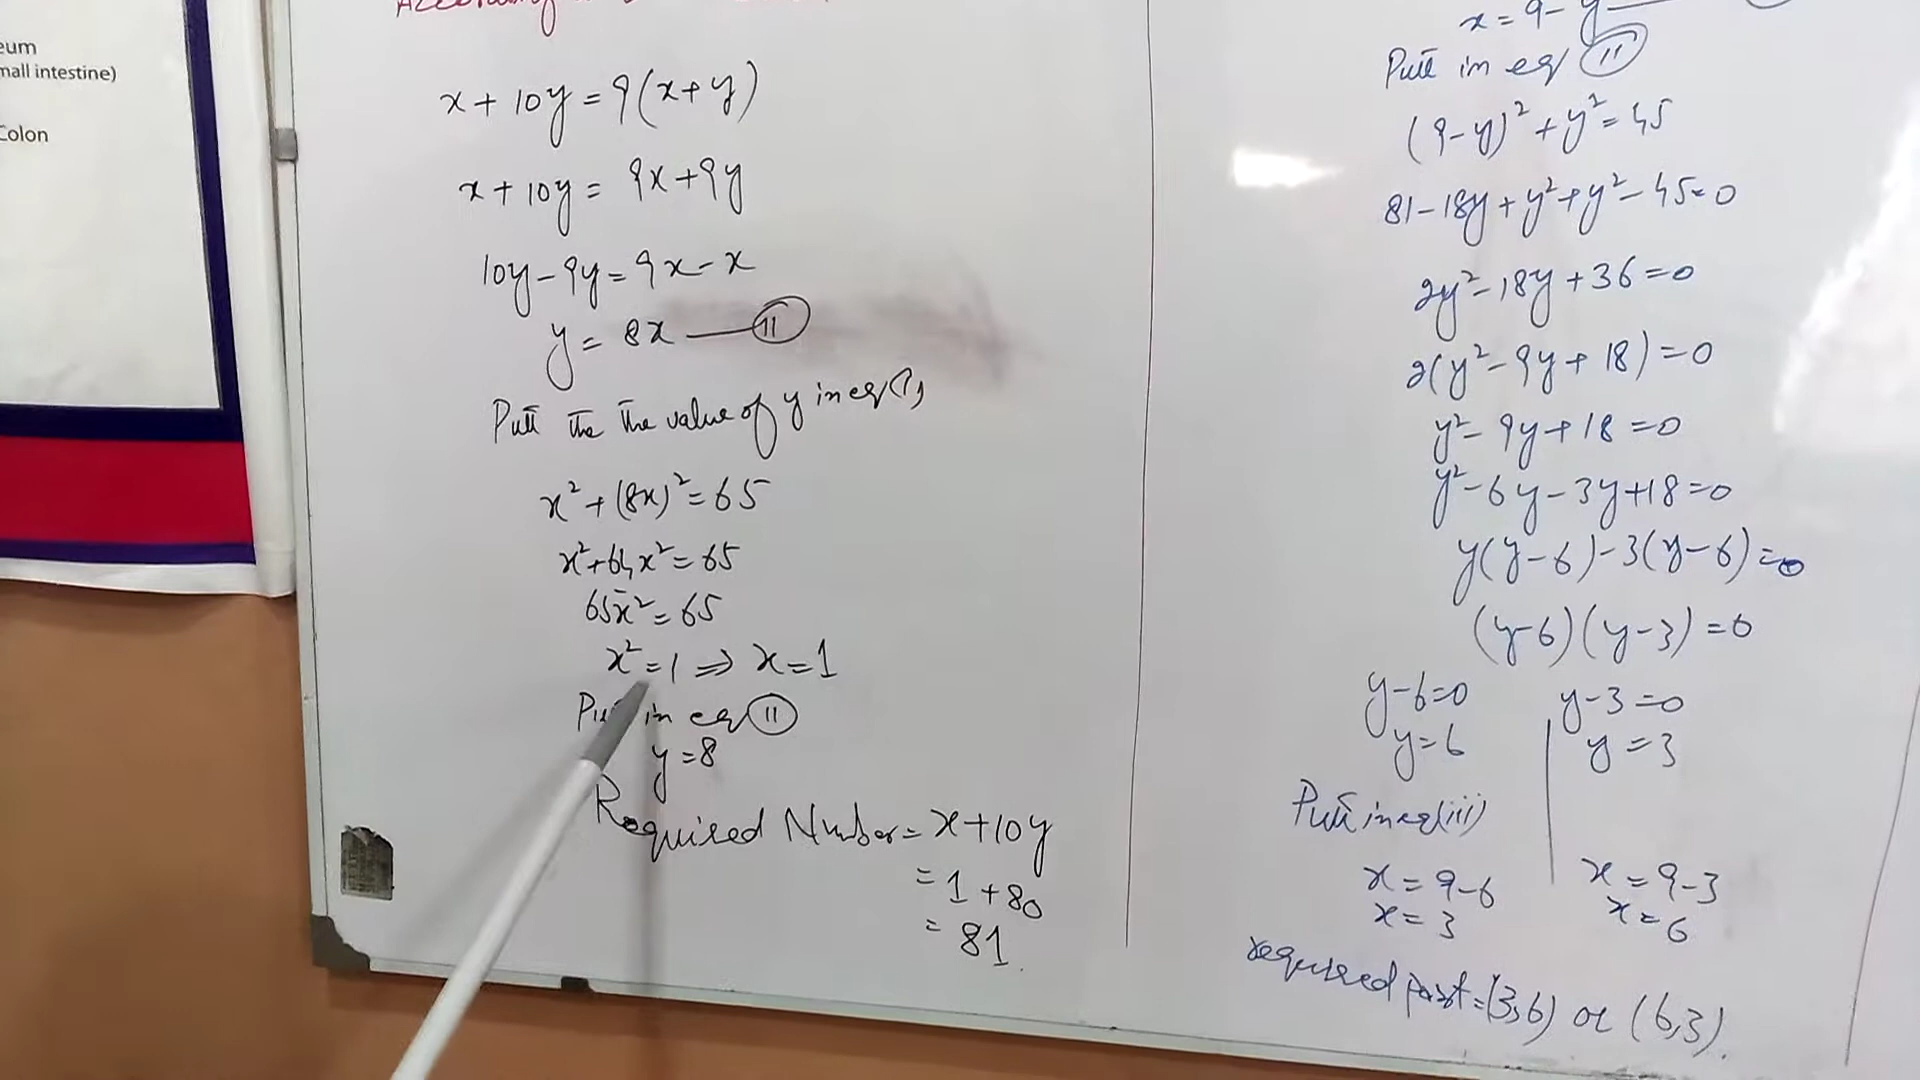 eum
mall intestine)
Colon
x + 10y = 9(x+y)
x + 10y = 9x+9y
10y-9y=9x-x
y = 8x — II
Put the the value of y in eq(1)
x² + (8x)² = 65
x²+64x² = 65
65x² = 65
x² = 1 ⇒ x = 1
Put in eq II
y = 8
Required Number = x+10y
= 1 + 80
= 81.
x = 9 - y
Put in eq II
(9-y)² + y² = 45
81-18y+y²+y²-45=0
2y²-18y+36=0
2(y²-9y+18)=0
y²-9y+18=0
y²-6y-3y+18=0
y(y-6)-3(y-6)=0
(y-6)(y-3)=0
y-6=0 y-3=0
y=6 y=3
Put in eq(iii)
x = 9-6 x = 9-3
x = 3 x = 6
required part = (3,6) or (6,3).